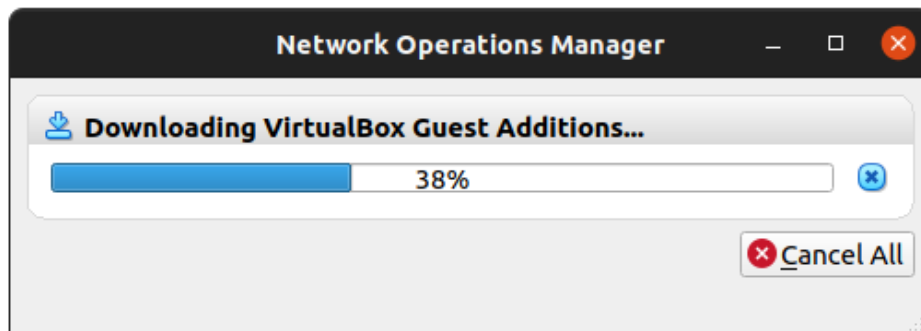 Network Operations Manager
Downloading VirtualBox Guest Additions...
38%
Cancel All